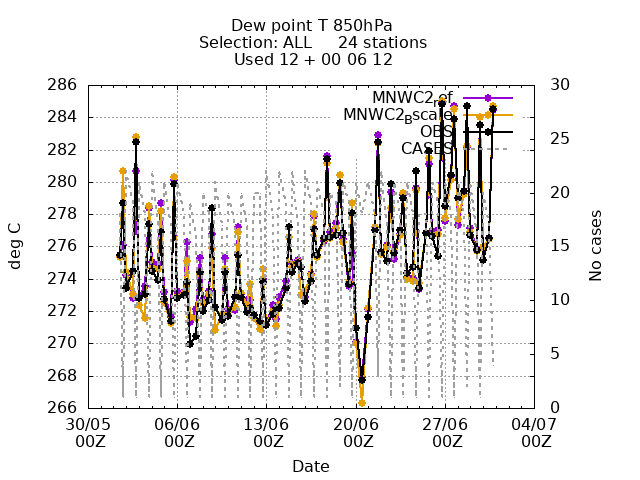 Dew point T 850hPa
Selection: ALL 24 stations
Used 12 + 00 06 12
286 30
MNWC2_ref
284 MNWC2_Bscale 25
OBS
282 CASES
280 20
278
276 15
274
272 10
270
268 5
266 0
deg C
No cases
30/05 06/06 13/06 20/06 27/06 04/07
00Z 00Z 00Z 00Z 00Z 00Z
Date